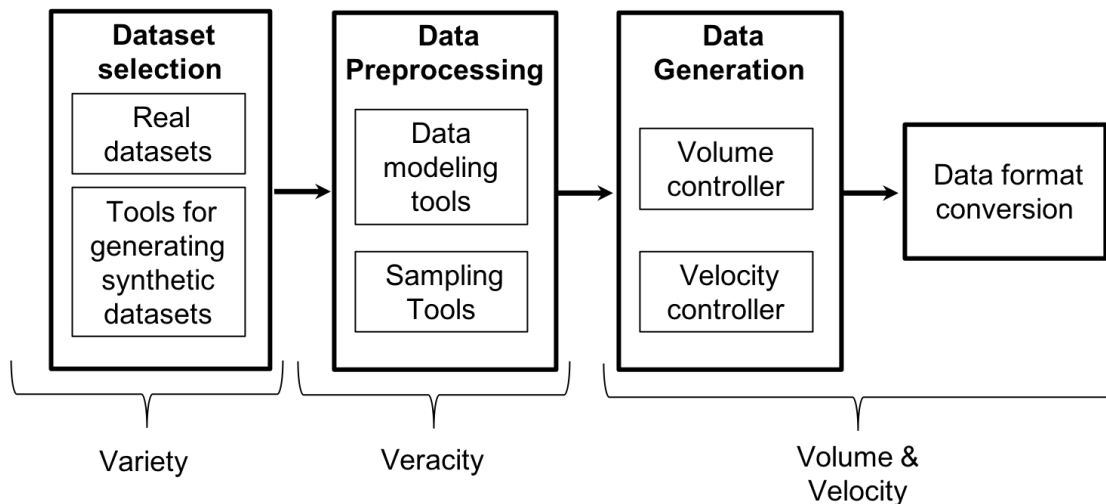 Dataset
selection
Real
datasets
Tools for
generating
synthetic
datasets
Data
Preprocessing
Data
modeling
tools
Sampling
Tools
Data
Generation
Volume
controller
Velocity
controller
Data format
conversion
Variety
Veracity
Volume &
Velocity